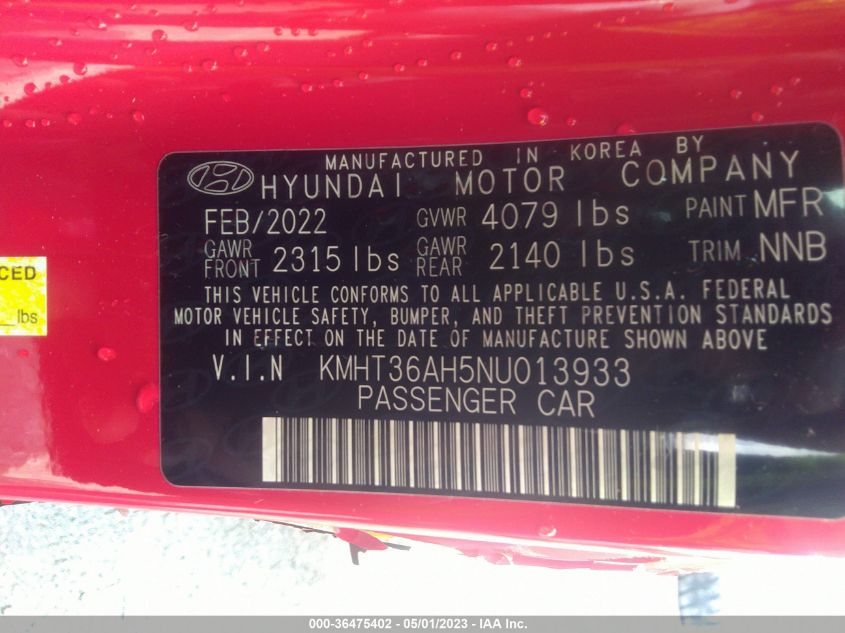 MANUFACTURED IN KOREA BY
HYUNDAI MOTOR COMPANY
FEB/2022 GVWR 4079 lbs PAINT MFR
GAWR FRONT 2315 lbs GAWR REAR 2140 lbs TRIM NNB
THIS VEHICLE CONFORMS TO ALL APPLICABLE U.S.A. FEDERAL
MOTOR VEHICLE SAFETY, BUMPER, AND THEFT PREVENTION STANDARDS
IN EFFECT ON THE DATE OF MANUFACTURE SHOWN ABOVE
V.I.N KMHT36AH5NU013933
PASSENGER CAR
CED
lbs
000-36475402 - 05/01/2023 - IAA Inc.